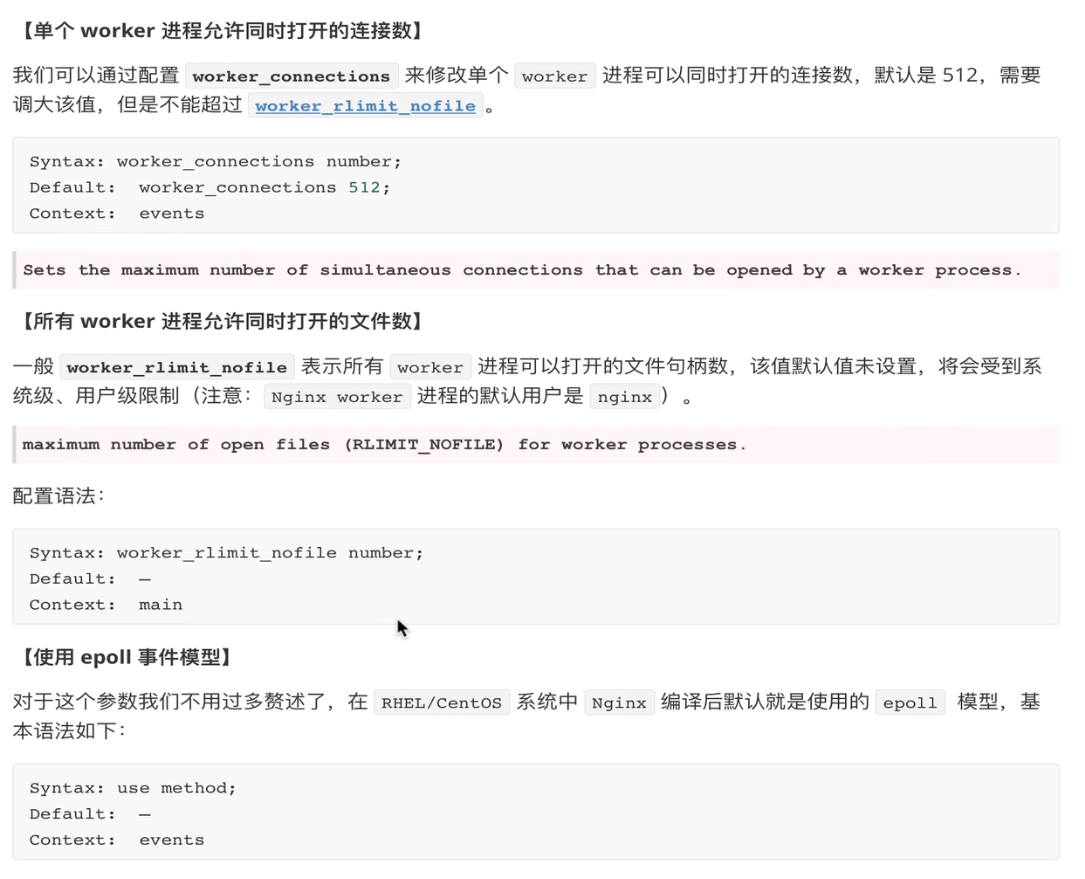 【单个 worker 进程允许同时打开的连接数】
我们可以通过配置 worker_connections 来修改单个 worker 进程可以同时打开的连接数，默认是 512，需要
调大该值，但是不能超过 worker_rlimit_nofile 。
Syntax: worker_connections number;
Default:  worker_connections 512;
Context:  events
Sets the maximum number of simultaneous connections that can be opened by a worker process.
【所有 worker 进程允许同时打开的文件数】
一般 worker_rlimit_nofile 表示所有 worker 进程可以打开的文件句柄数，该值默认值未设置，将会受到系
统级、用户级限制（注意： Nginx worker 进程的默认用户是 nginx ）。
maximum number of open files (RLIMIT_NOFILE) for worker processes.
配置语法：
Syntax: worker_rlimit_nofile number;
Default:  —
Context:  main
【使用 epoll 事件模型】
对于这个参数我们不用过多赘述了，在 RHEL/CentOS 系统中 Nginx 编译后默认就是使用的 epoll 模型，基
本语法如下：
Syntax: use method;
Default:  —
Context:  events